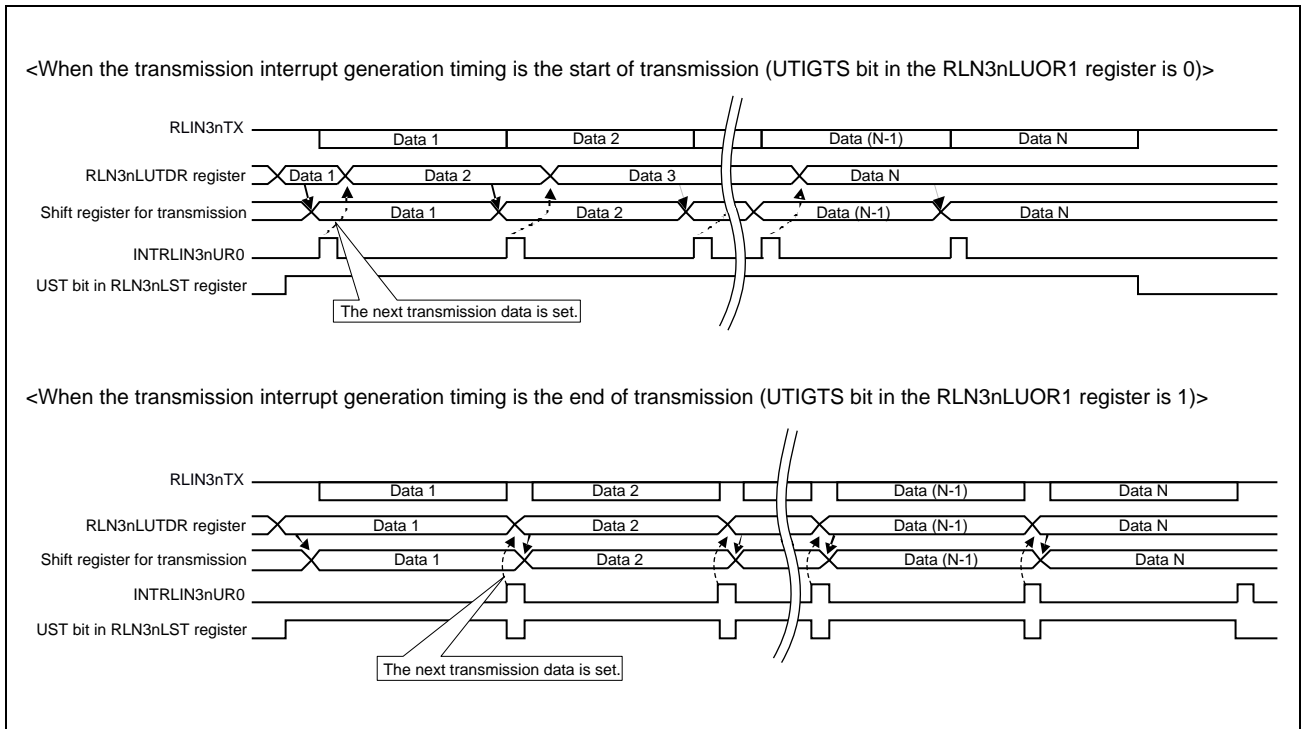 <When the transmission interrupt generation timing is the start of transmission (UTIGTS bit in the RLN3nLUOR1 register is 0)>
RLIN3nTX
Data 1 Data 2 Data (N-1) Data N
RLN3nLUTDR register
Data 1 Data 2 Data 3 Data N
Shift register for transmission
Data 1 Data 2 Data (N-1) Data N
INTRLIN3nUR0
UST bit in RLN3nLST register
The next transmission data is set.
<When the transmission interrupt generation timing is the end of transmission (UTIGTS bit in the RLN3nLUOR1 register is 1)>
RLIN3nTX
Data 1 Data 2 Data (N-1) Data N
RLN3nLUTDR register
Data 1 Data 2 Data (N-1) Data N
Shift register for transmission
Data 1 Data 2 Data (N-1) Data N
INTRLIN3nUR0
UST bit in RLN3nLST register
The next transmission data is set.